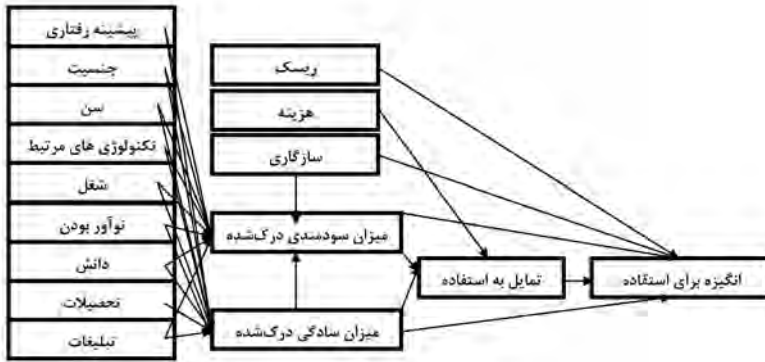 پیشینه رفتاری
جنسیت
سن
تکنولوژی های مرتبط
شغل
نوآور بودن
دانش
تحصیلات
تبلیغات
ریسک
هزینه
سازگاری
میزان سودمندی درک‌شده
میزان سادگی درک‌شده
تمایل به استفاده
انگیزه برای استفاده